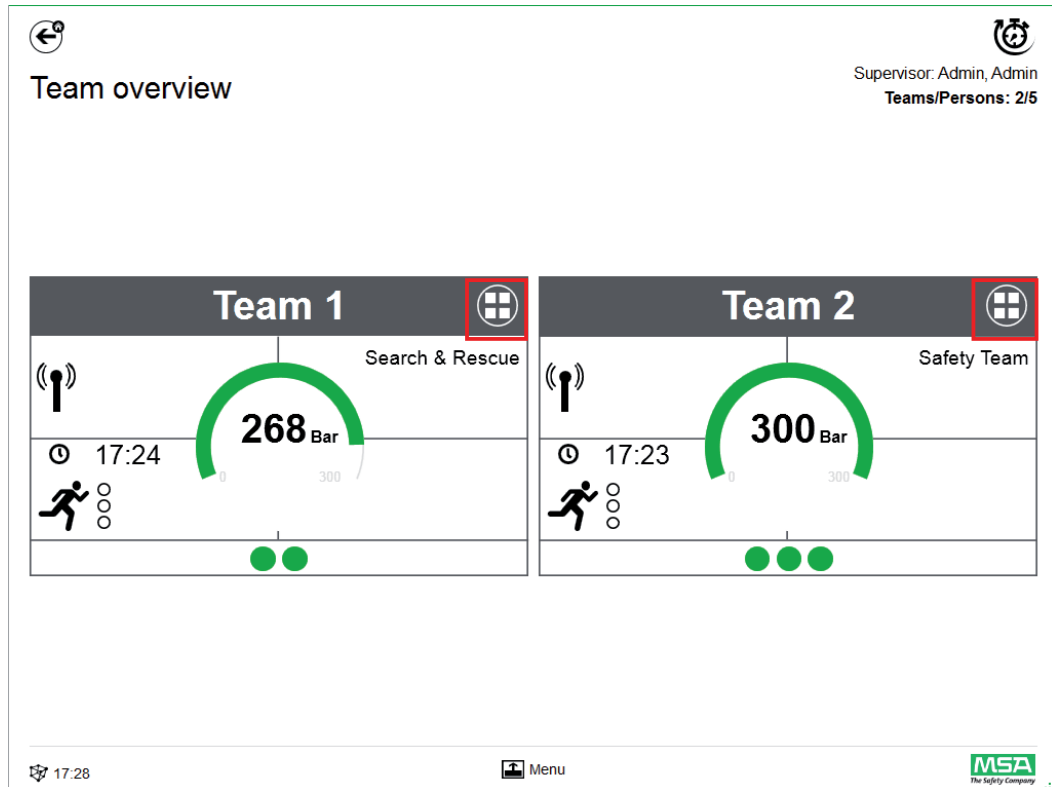 Supervisor: Admin, Admin
Team overview
Teams/Persons: 2/5
Team 1
Search & Rescue
268 Bar
17:24
0
300
Team 2
Safety Team
300 Bar
17:23
0
300
17:28
Menu
MSA
The Safety Company